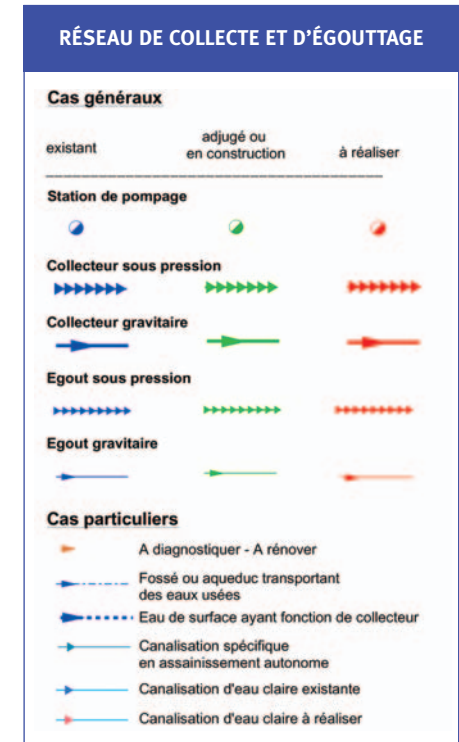 RÉSEAU DE COLLECTE ET D'ÉGOUTTAGE
Cas généraux
existant
adjugé ou
en construction
à réaliser
Station de pompage
Collecteur sous pression
Collecteur gravitaire
Egout sous pression
Egout gravitaire
Cas particuliers
A diagnostiquer - A rénover
Fossé ou aqueduc transportant
des eaux usées
Eau de surface ayant fonction de collecteur
Canalisation spécifique
en assainissement autonome
Canalisation d'eau claire existante
Canalisation d'eau claire à réaliser